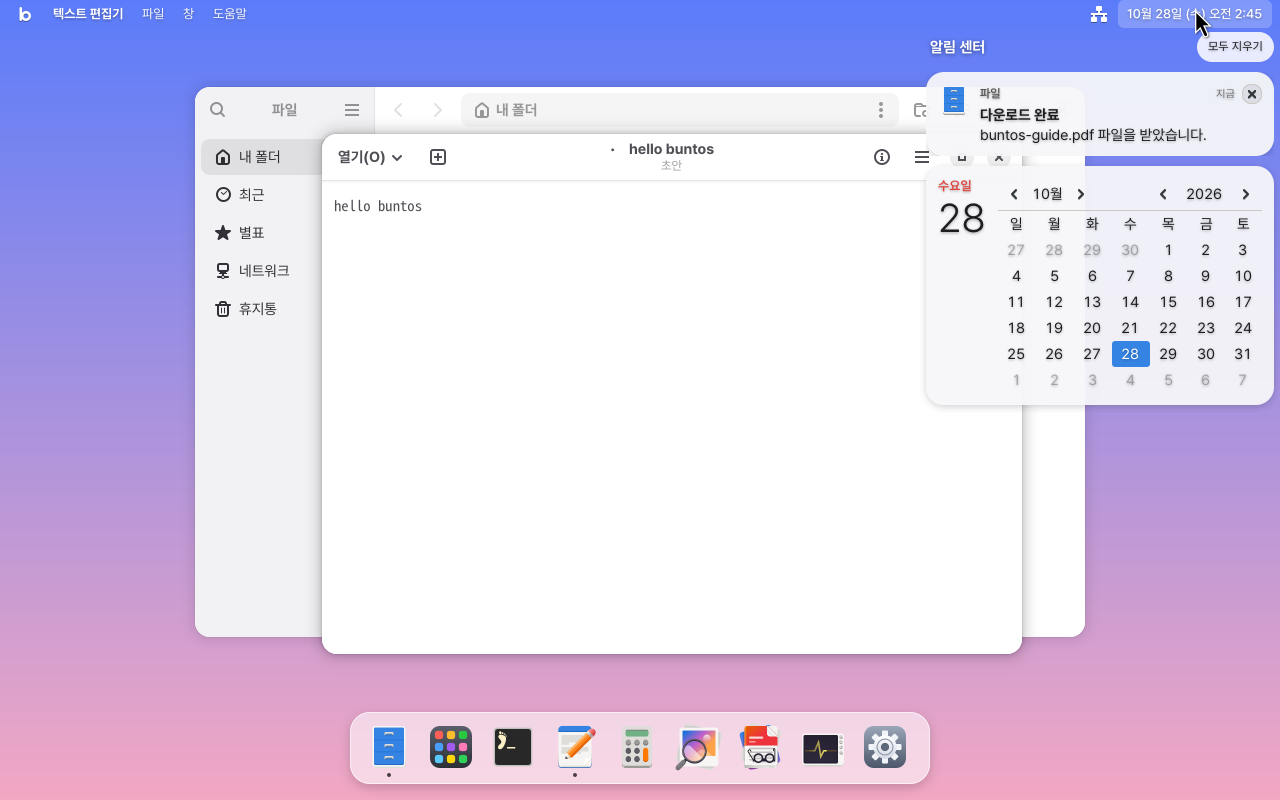 b 텍스트 편집기 파일 창 도움말 10월 28일 (수) 오전 2:45
알림 센터 모두 지우기
파일 지금
다운로드 완료
buntos-guide.pdf 파일을 받았습니다.
파일 내 폴더
내 폴더
최근
별표
네트워크
휴지통
열기(O) • hello buntos
초안
hello buntos
수요일
28
10월 2026
일 월 화 수 목 금 토
27 28 29 30 1 2 3
4 5 6 7 8 9 10
11 12 13 14 15 16 17
18 19 20 21 22 23 24
25 26 27 28 29 30 31
1 2 3 4 5 6 7